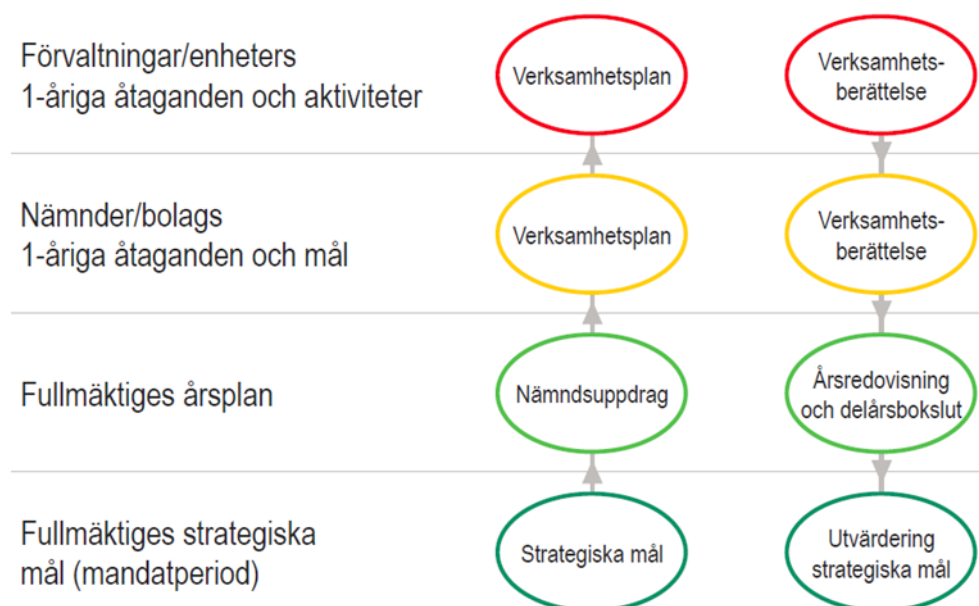 Förvaltningar/enheters
1-åriga åtaganden och aktiviteter
Verksamhetsplan
Verksamhets-
berättelse
Nämnder/bolags
1-åriga åtaganden och mål
Verksamhetsplan
Verksamhets-
berättelse
Fullmäktiges årsplan
Nämndsuppdrag
Årsredovisning
och delårsbokslut
Fullmäktiges strategiska
mål (mandatperiod)
Strategiska mål
Utvärdering
strategiska mål